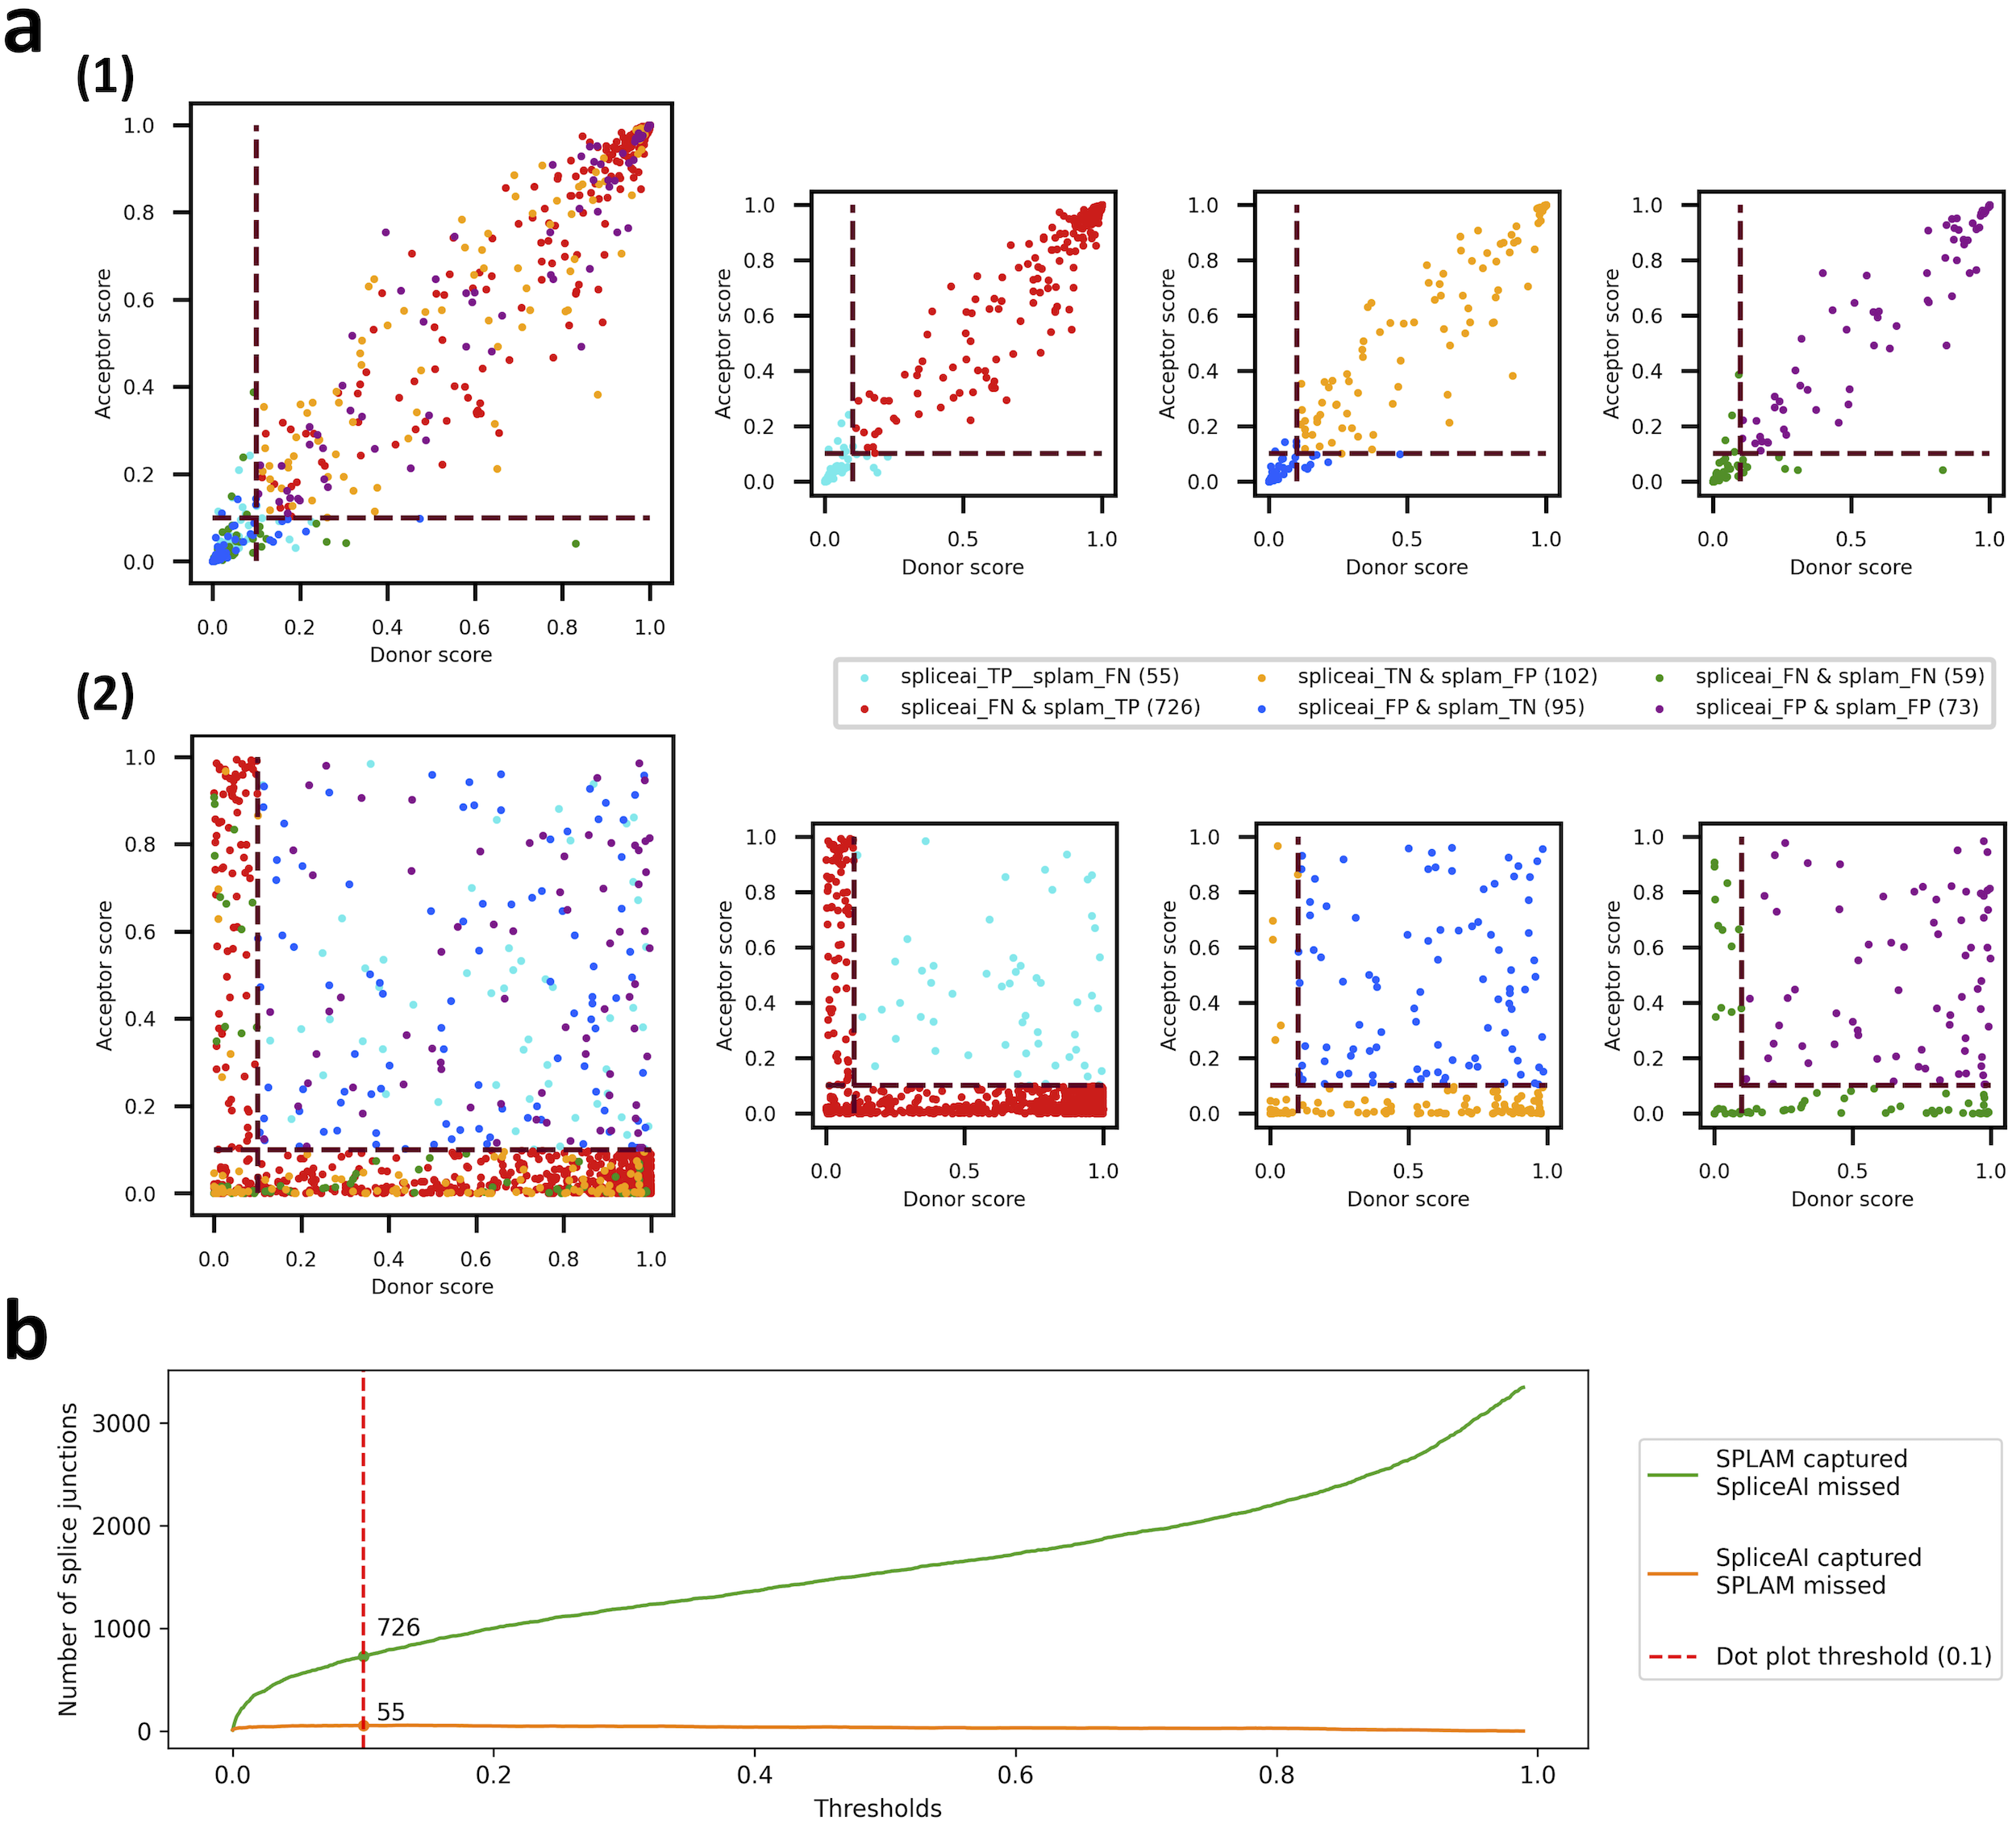 a
(1)
1.0
0.8
0.6
0.4
0.2
0.0
Acceptor score
0.0 0.2 0.4 0.6 0.8 1.0
Donor score
1.0
0.8
0.6
0.4
0.2
0.0
Acceptor score
0.0 0.5 1.0
Donor score
1.0
0.8
0.6
0.4
0.2
0.0
Acceptor score
0.0 0.5 1.0
Donor score
1.0
0.8
0.6
0.4
0.2
0.0
Acceptor score
0.0 0.5 1.0
Donor score
spliceai_TP__splam_FN (55)
spliceai_FN & splam_TP (726)
spliceai_TN & splam_FP (102)
spliceai_FP & splam_TN (95)
spliceai_FN & splam_FN (59)
spliceai_FP & splam_FP (73)
(2)
1.0
0.8
0.6
0.4
0.2
0.0
Acceptor score
0.0 0.2 0.4 0.6 0.8 1.0
Donor score
1.0
0.8
0.6
0.4
0.2
0.0
Acceptor score
0.0 0.5 1.0
Donor score
1.0
0.8
0.6
0.4
0.2
0.0
Acceptor score
0.0 0.5 1.0
Donor score
1.0
0.8
0.6
0.4
0.2
0.0
Acceptor score
0.0 0.5 1.0
Donor score
b
3000
2000
1000
0
Number of splice junctions
726
55
0.0 0.2 0.4 0.6 0.8 1.0
Thresholds
SPLAM captured
SpliceAI missed
SpliceAI captured
SPLAM missed
Dot plot threshold (0.1)